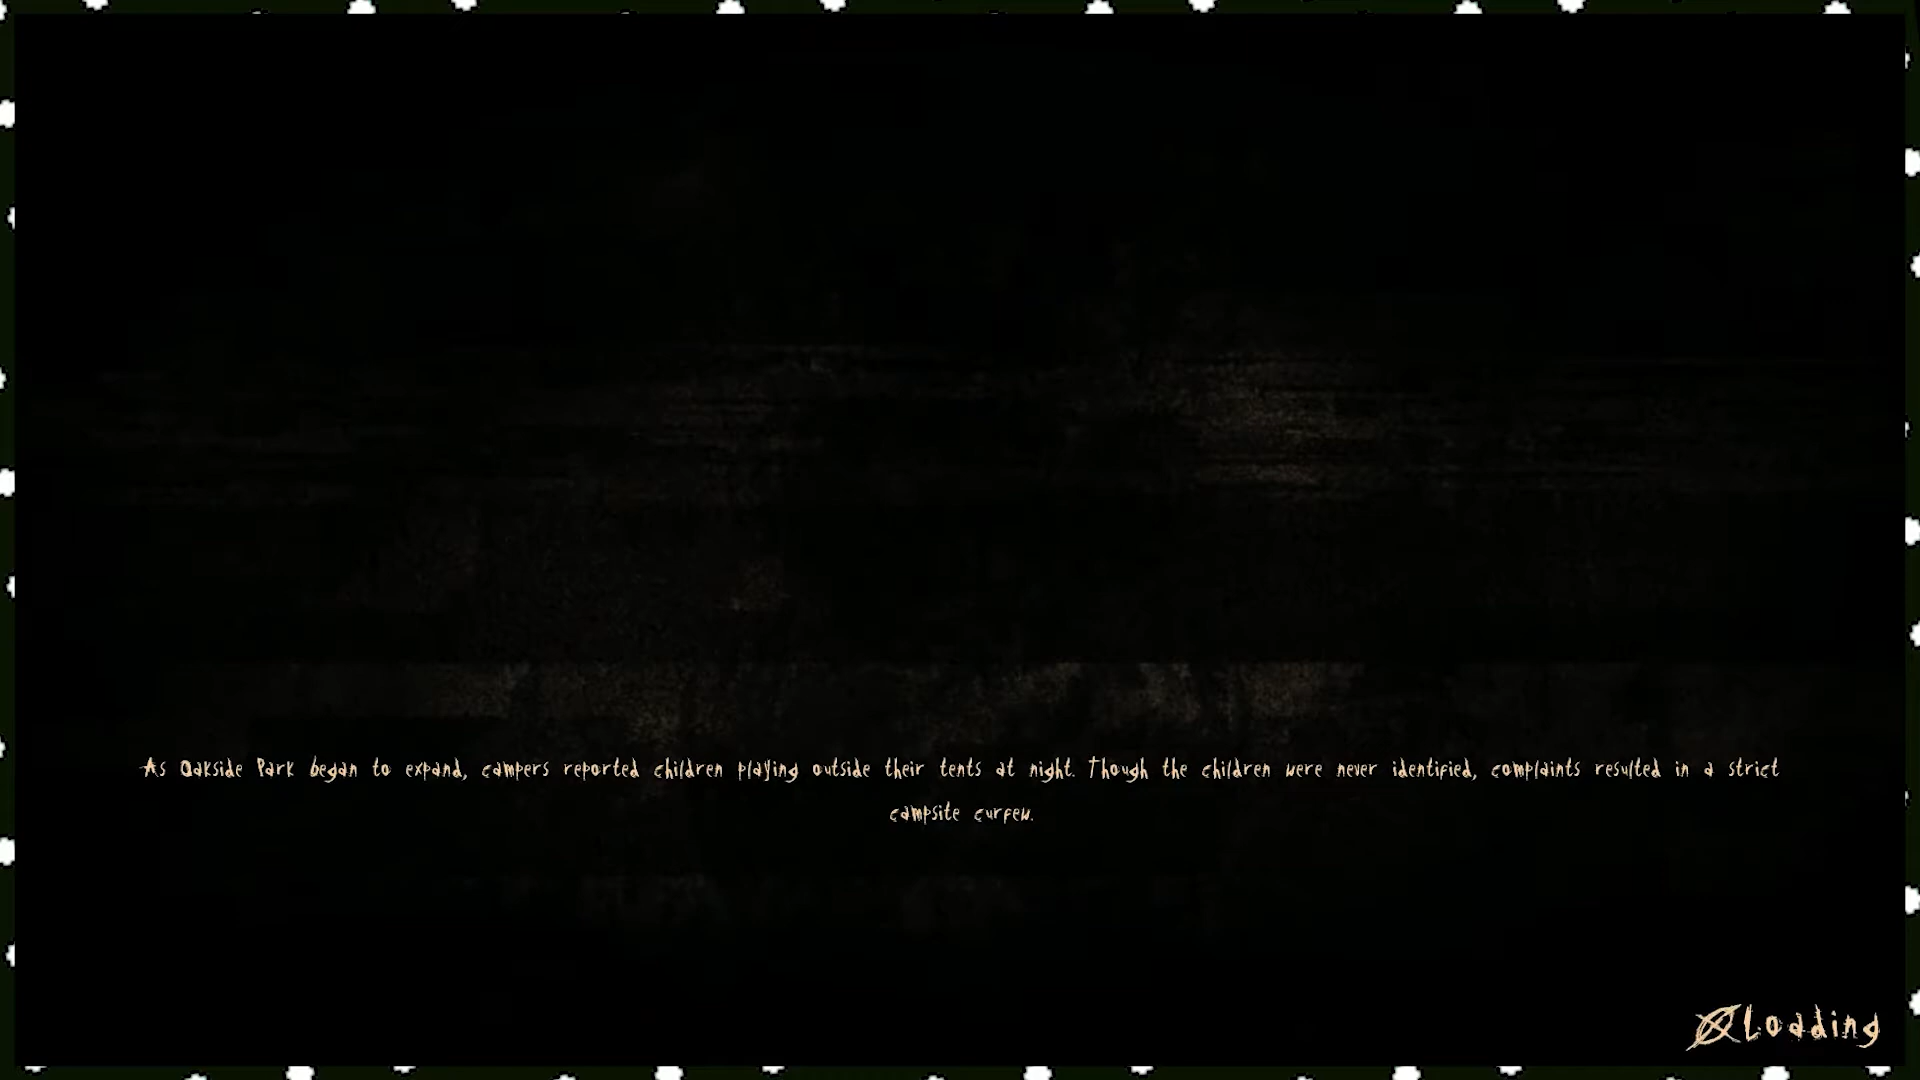 As Oakside Park began to expand, campers reported children playing outside their tents at night. Though the children were never identified, complaints resulted in a strict
campsite curfew.
Loading